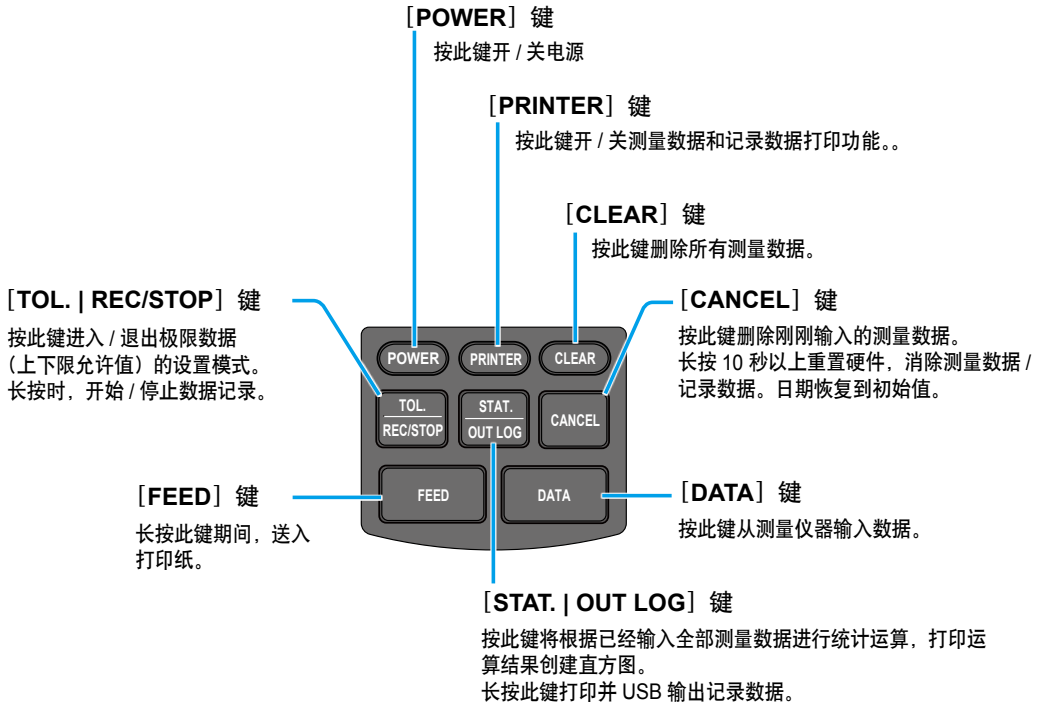 ［POWER］键
按此键开 / 关电源
［PRINTER］键
按此键开 / 关测量数据和记录数据打印功能。。
［CLEAR］键
按此键删除所有测量数据。
［TOL. | REC/STOP］键
按此键进入 / 退出极限数据
（上下限允许值）的设置模式。
长按时，开始 / 停止数据记录。
［CANCEL］键
按此键删除刚刚输入的测量数据。
长按 10 秒以上重置硬件，消除测量数据 /
记录数据。日期恢复到初始值。
POWER
PRINTER
CLEAR
TOL.
REC/STOP
STAT.
OUT LOG
CANCEL
FEED
DATA
［FEED］键
长按此键期间，送入
打印纸。
［DATA］键
按此键从测量仪器输入数据。
［STAT. | OUT LOG］键
按此键将根据已经输入全部测量数据进行统计运算，打印运
算结果创建直方图。
长按此键打印并 USB 输出记录数据。